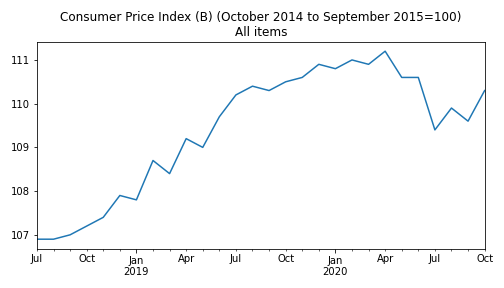 Consumer Price Index (B) (October 2014 to September 2015=100)
All items
111
110
109
108
107
Jul Oct Jan Apr Jul Oct Jan Apr Jul Oct
2019 2020